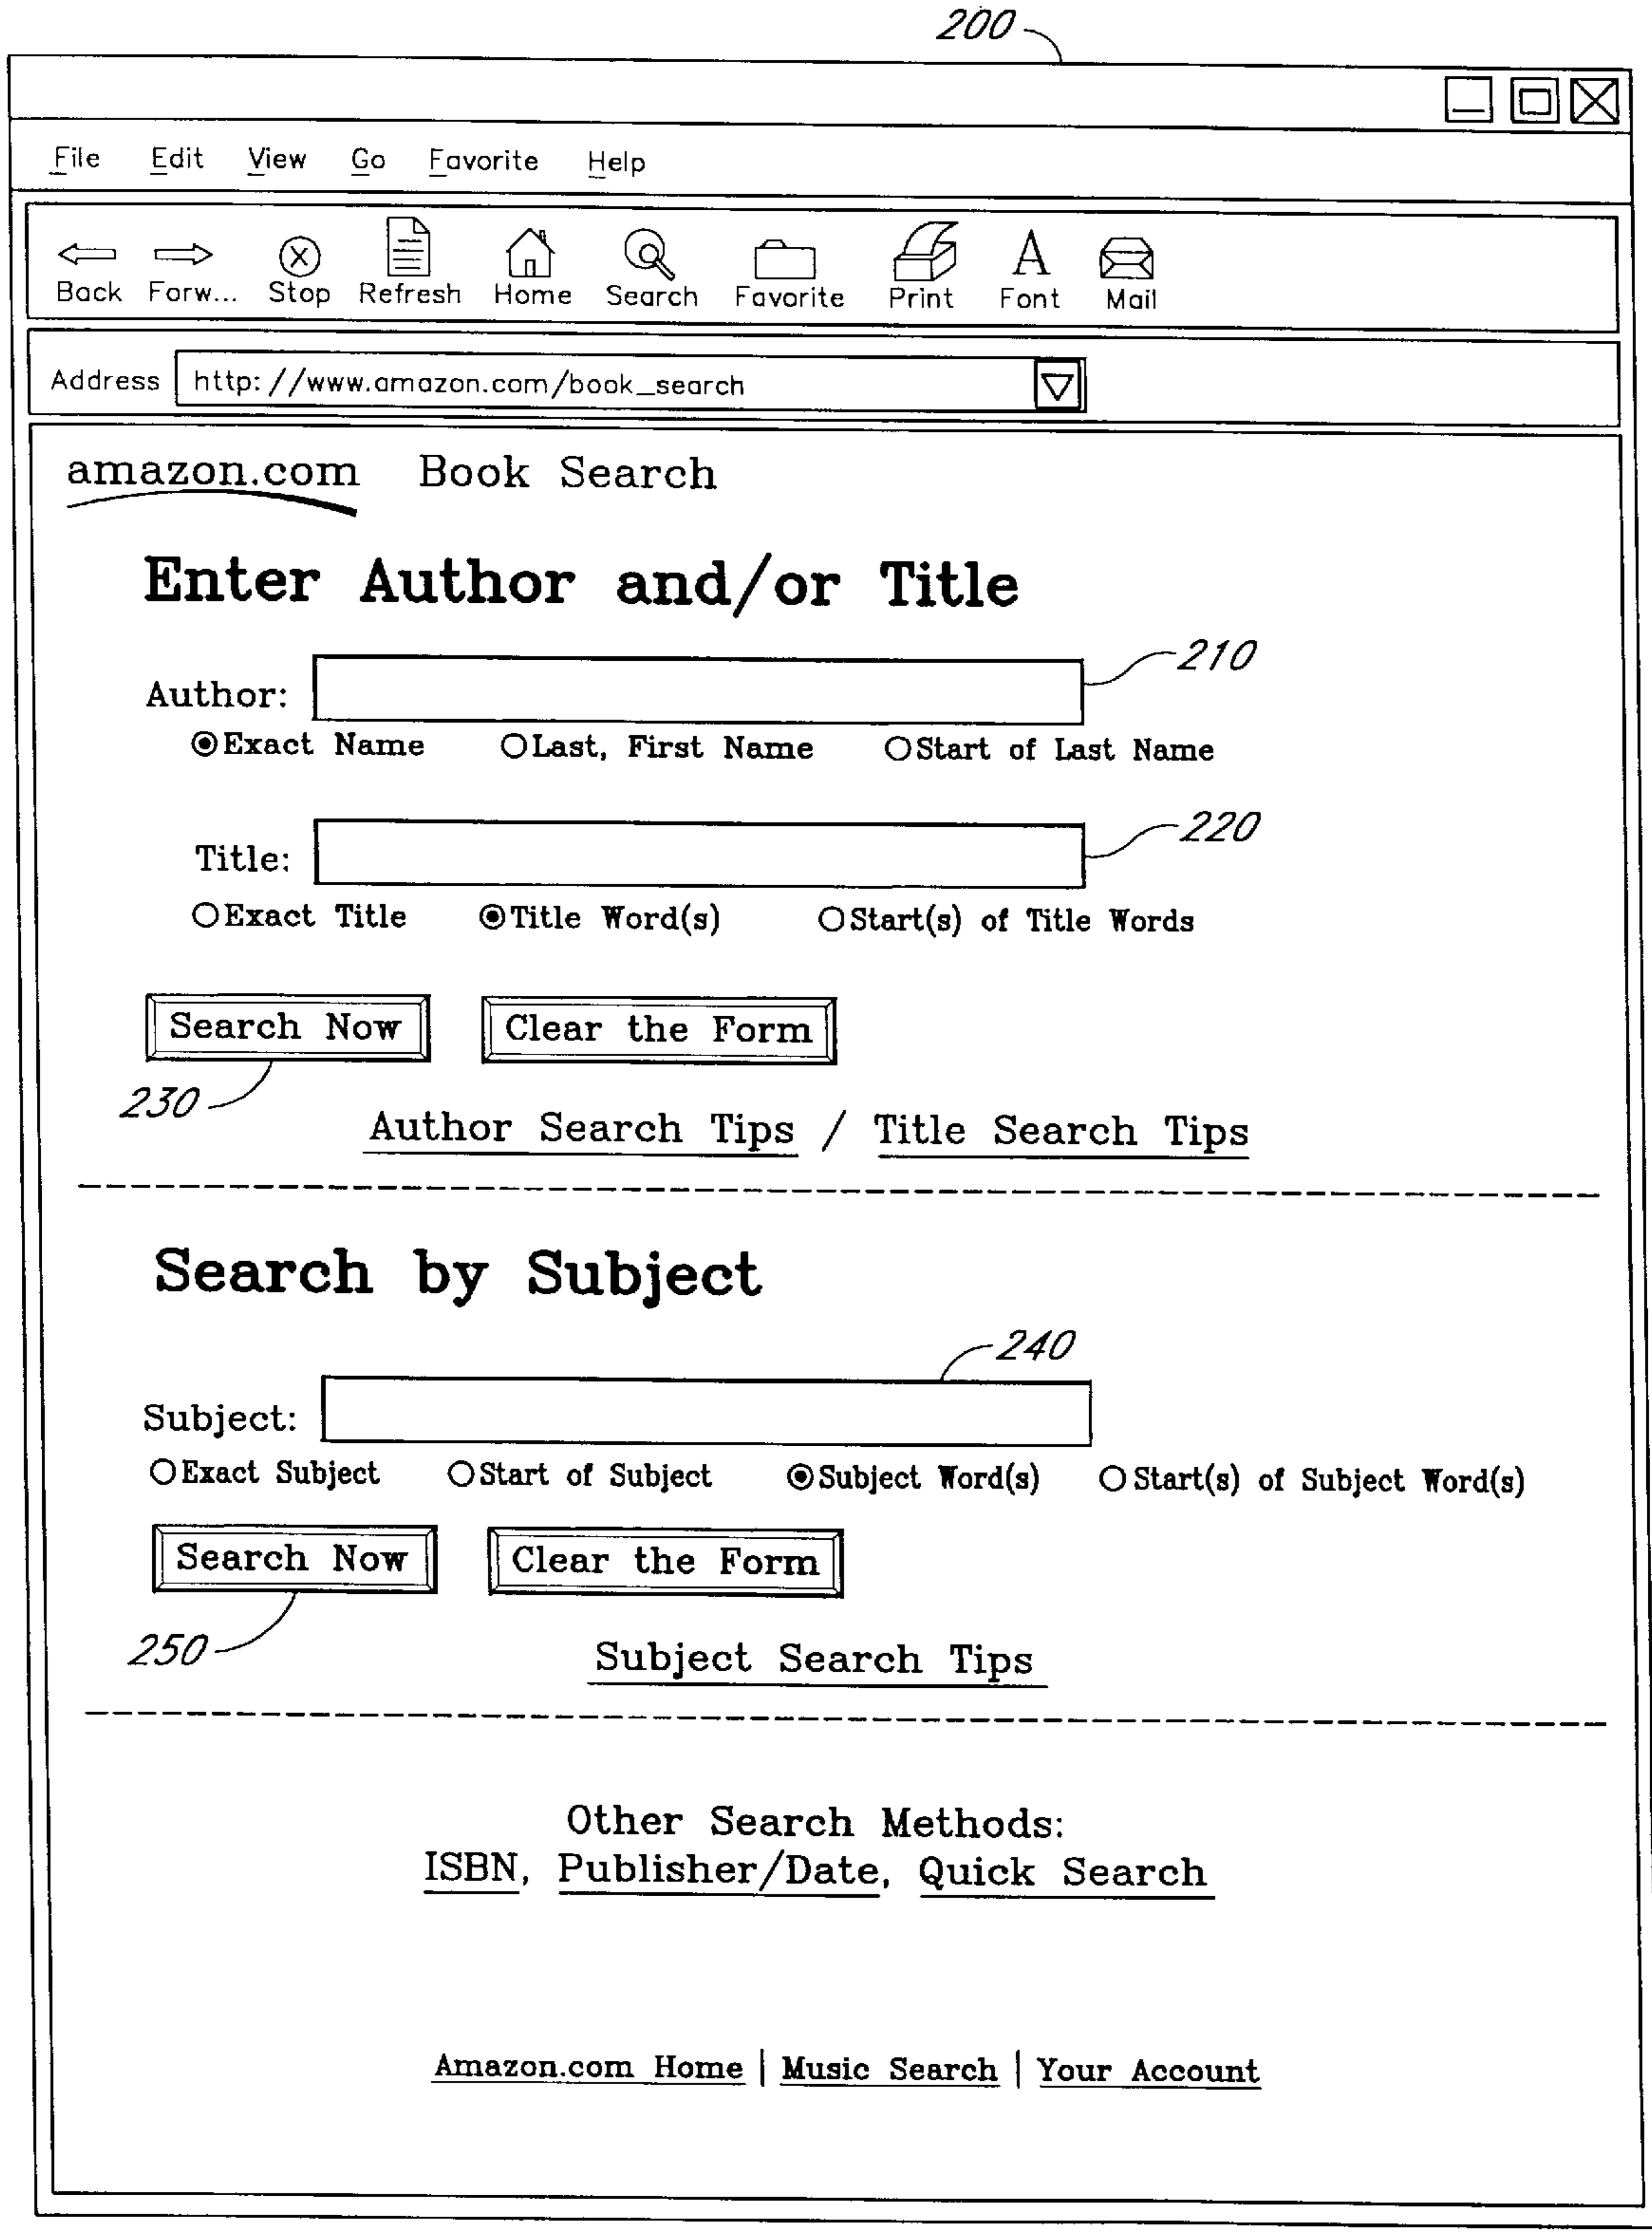 200
File Edit View Go Favorite Help
Back Forw... Stop Refresh Home Search Favorite Print Font Mail
Address http://www.amazon.com/book_search
amazon.com Book Search
Enter Author and/or Title
210
Author:
Exact Name Last, First Name Start of Last Name
220
Title:
Exact Title Title Word(s) Start(s) of Title Words
Search Now Clear the Form
230
Author Search Tips / Title Search Tips
Search by Subject
240
Subject:
Exact Subject Start of Subject Subject Word(s) Start(s) of Subject Word(s)
Search Now Clear the Form
250
Subject Search Tips
Other Search Methods:
ISBN, Publisher/Date, Quick Search
Amazon.com Home | Music Search | Your Account